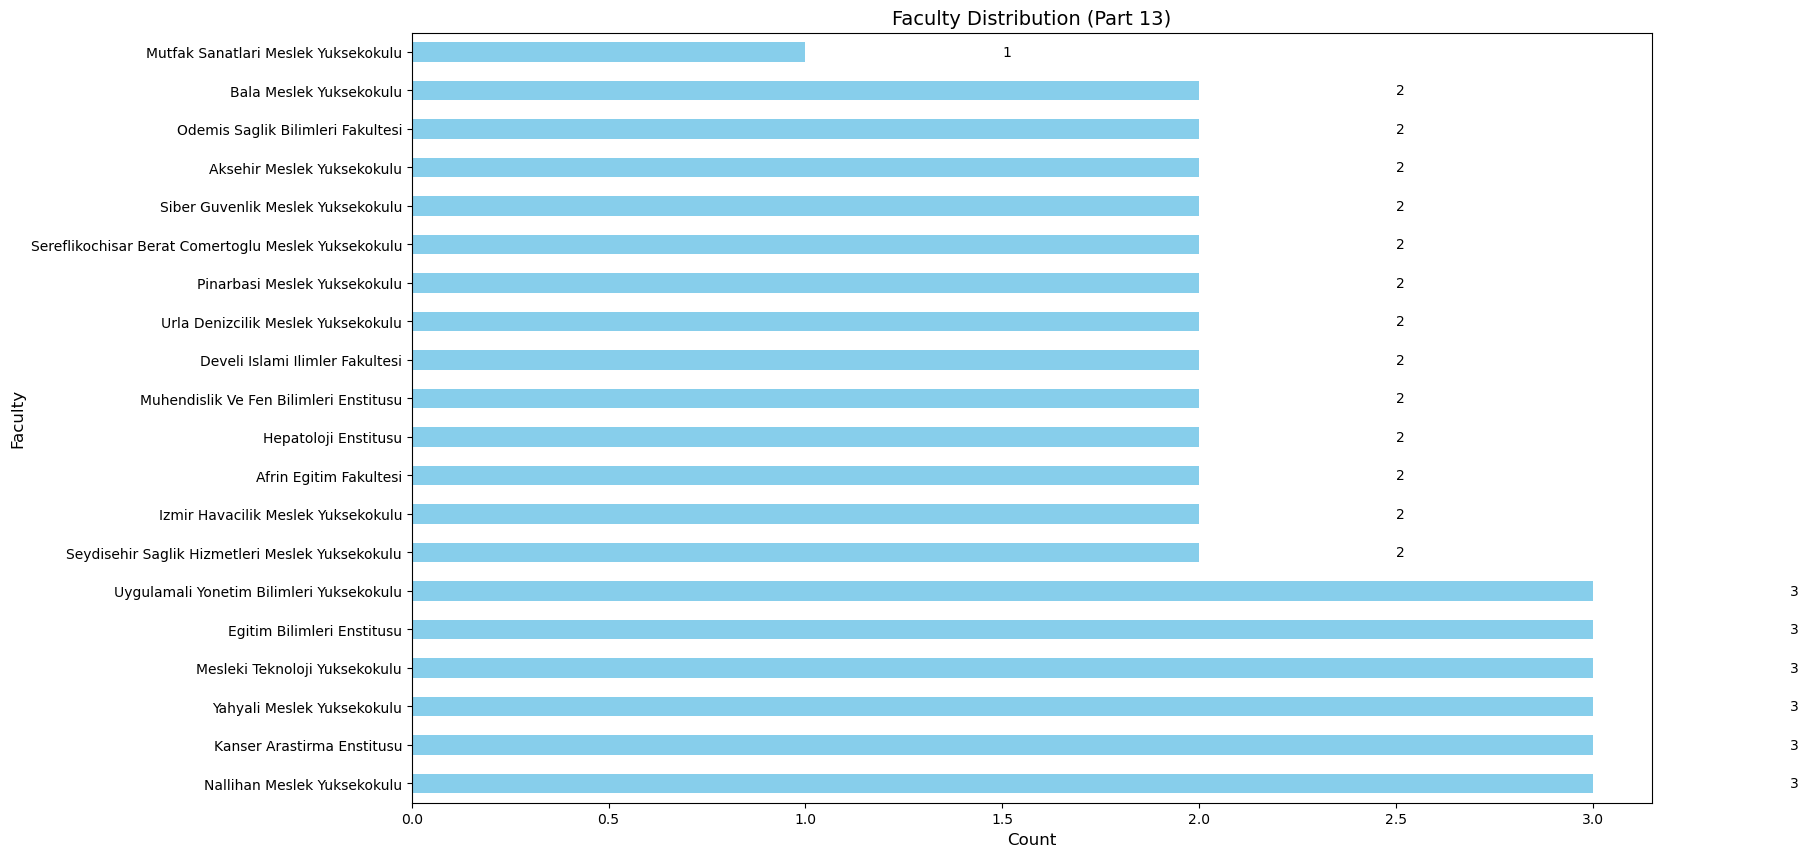 Faculty Distribution (Part 13)
Mutfak Sanatlari Meslek Yuksekokulu 1
Bala Meslek Yuksekokulu 2
Odemis Saglik Bilimleri Fakultesi 2
Aksehir Meslek Yuksekokulu 2
Siber Guvenlik Meslek Yuksekokulu 2
Sereflikochisar Berat Comertoglu Meslek Yuksekokulu 2
Pinarbasi Meslek Yuksekokulu 2
Urla Denizcilik Meslek Yuksekokulu 2
Develi Islami Ilimler Fakultesi 2
Muhendislik Ve Fen Bilimleri Enstitusu 2
Hepatoloji Enstitusu 2
Afrin Egitim Fakultesi 2
Izmir Havacilik Meslek Yuksekokulu 2
Seydisehir Saglik Hizmetleri Meslek Yuksekokulu 2
Uygulamali Yonetim Bilimleri Yuksekokulu 3
Egitim Bilimleri Enstitusu 3
Mesleki Teknoloji Yuksekokulu 3
Yahyali Meslek Yuksekokulu 3
Kanser Arastirma Enstitusu 3
Nallihan Meslek Yuksekokulu 3
Faculty
0.0 0.5 1.0 1.5 2.0 2.5 3.0
Count